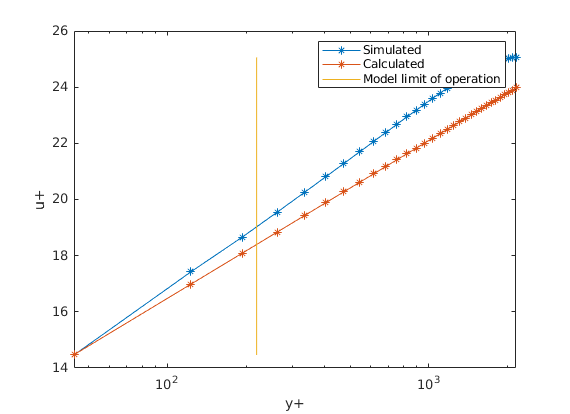 26
24
22
20
18
16
14
u+
Simulated
Calculated
Model limit of operation
10^2
10^3
y+